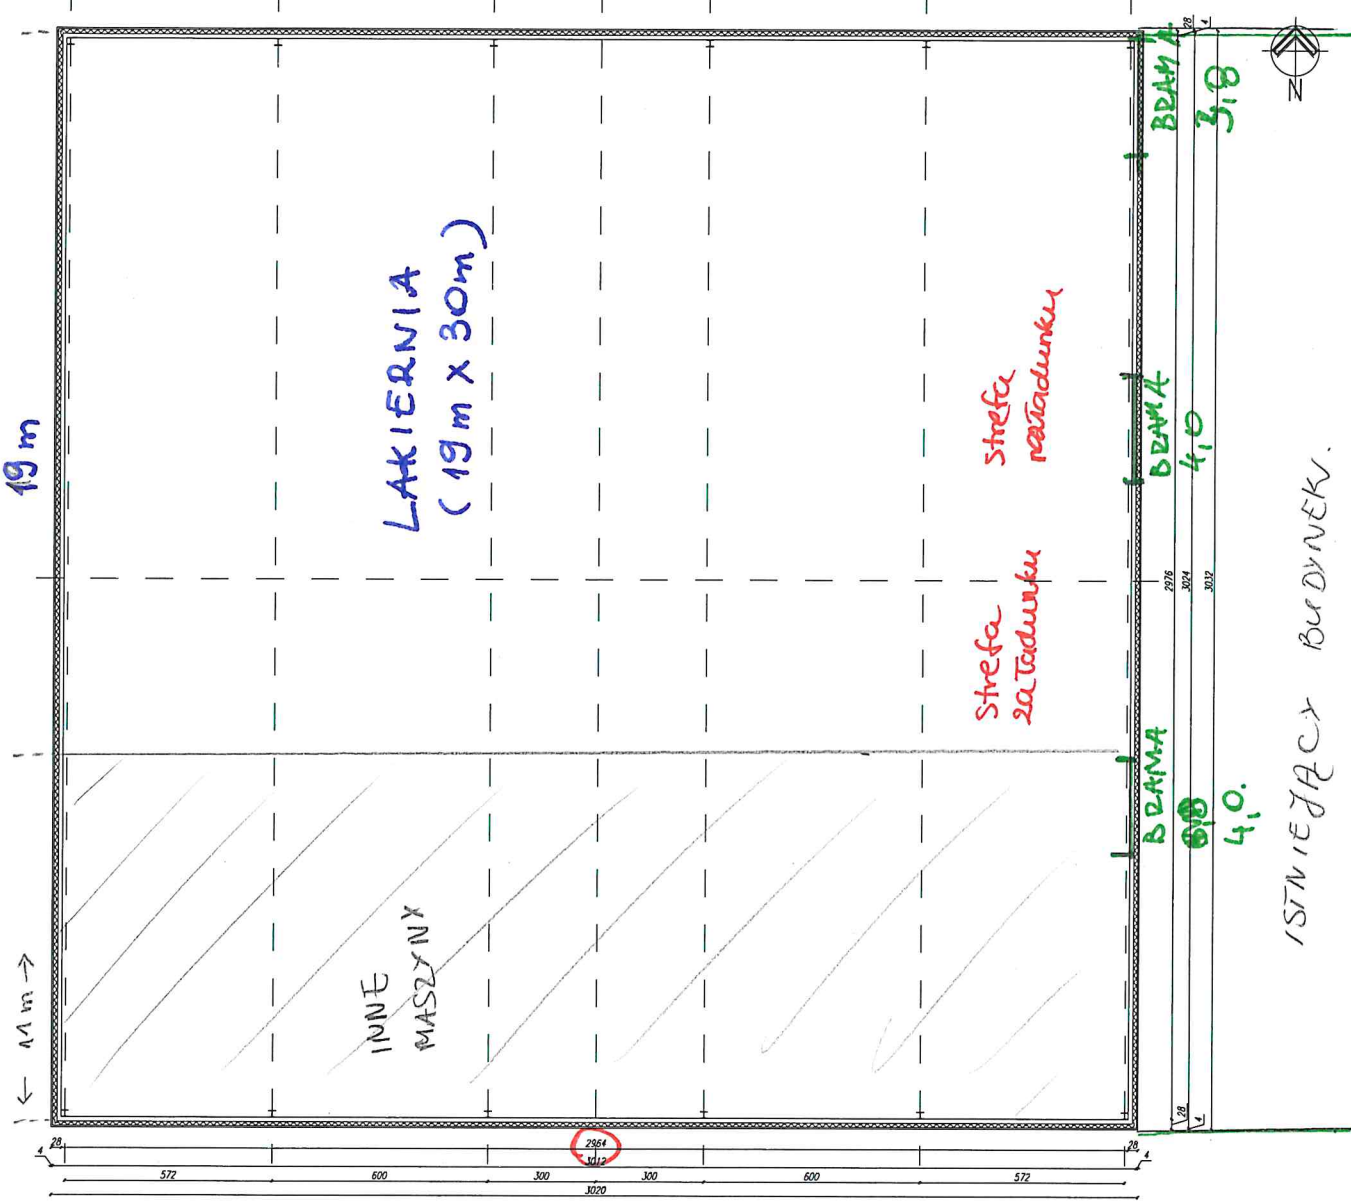 28
4
N
BRAMA
3,8
LAKIERNIA
(19m x 30m)
19m
strefa
BRAMA
4,0
2976
3024
3032
strefa
załadunku
BRAMA
4,0.
ISTNIEJĄCY BUDYNEK.
INNE
MASZYNY
← 11m →
28
4
28
2964
28
4
3012
4
572
600
300
300
600
572
3020